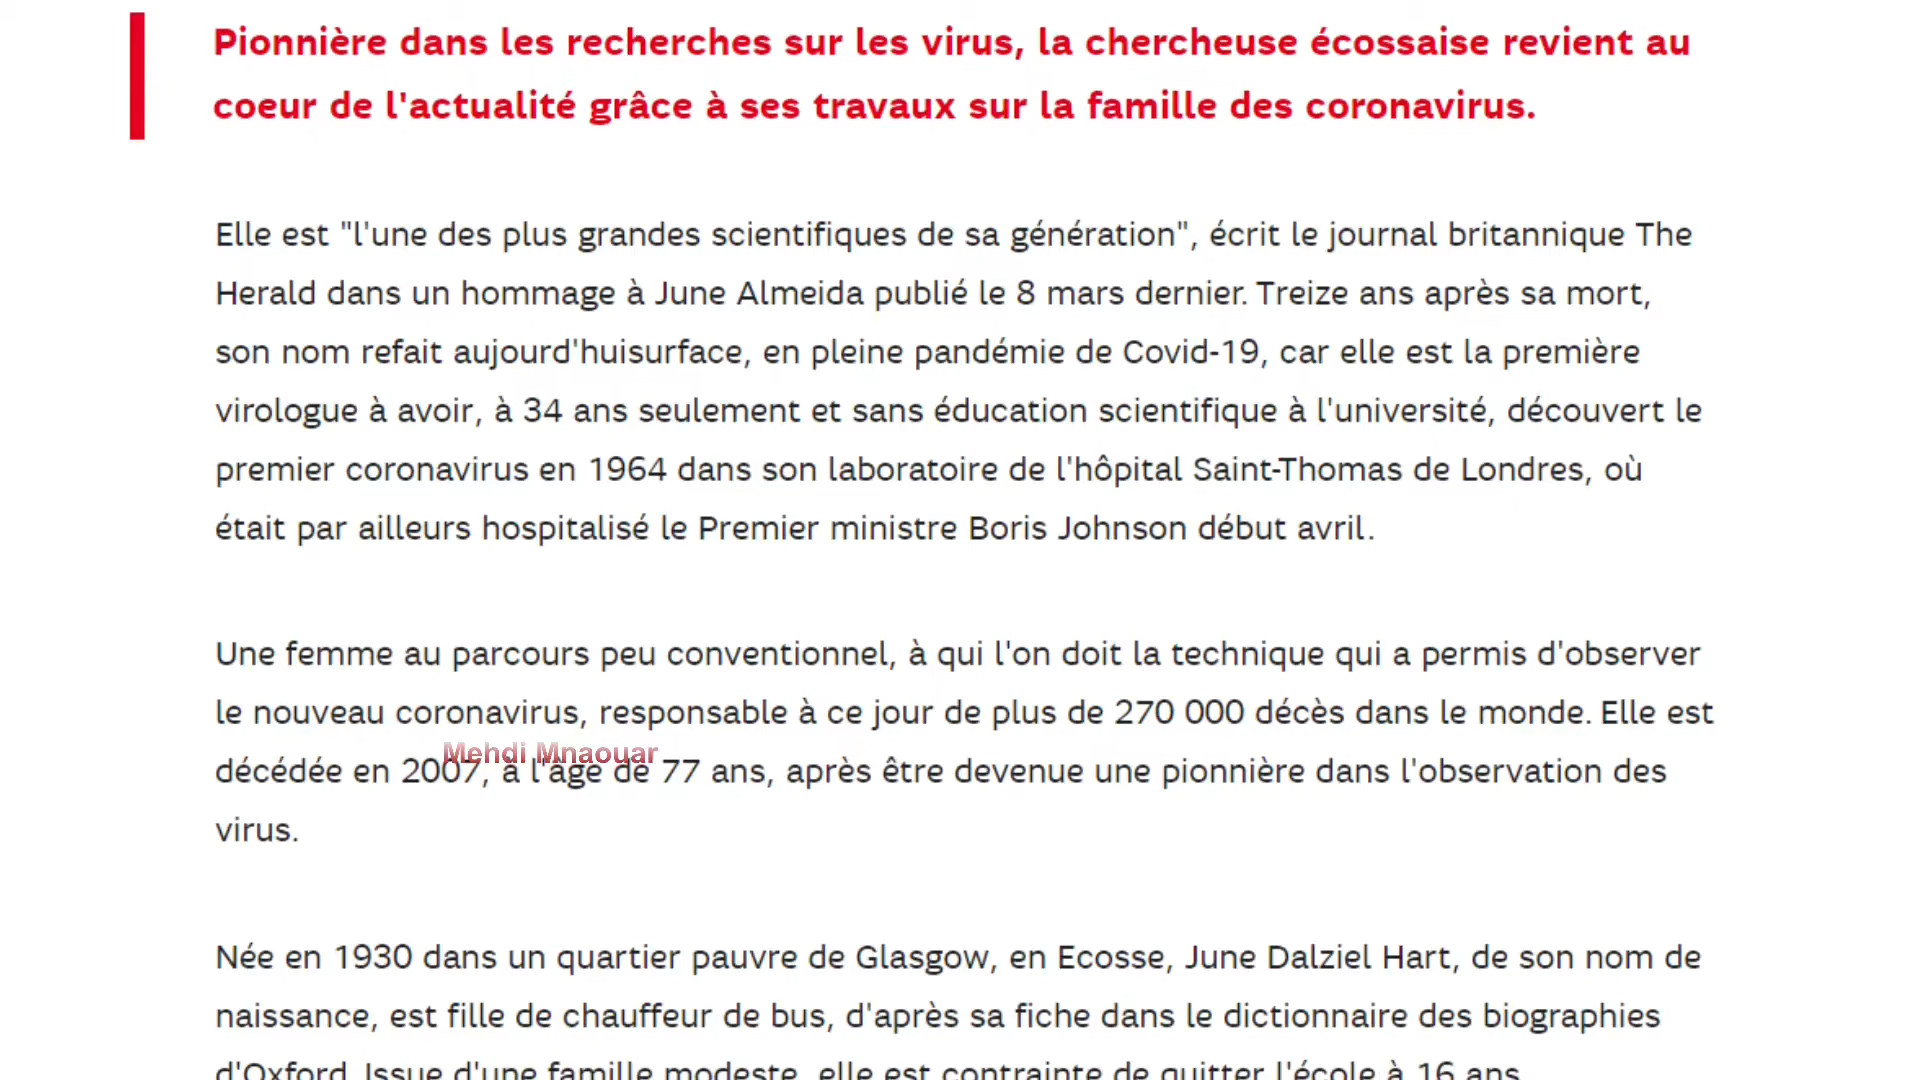 Pionnière dans les recherches sur les virus, la chercheuse écossaise revient au
coeur de l'actualité grâce à ses travaux sur la famille des coronavirus.
Elle est "l'une des plus grandes scientifiques de sa génération", écrit le journal britannique The
Herald dans un hommage à June Almeida publié le 8 mars dernier. Treize ans après sa mort,
son nom refait aujourd'huisurface, en pleine pandémie de Covid-19, car elle est la première
virologue à avoir, à 34 ans seulement et sans éducation scientifique à l'université, découvert le
premier coronavirus en 1964 dans son laboratoire de l'hôpital Saint-Thomas de Londres, où
était par ailleurs hospitalisé le Premier ministre Boris Johnson début avril.
Une femme au parcours peu conventionnel, à qui l'on doit la technique qui a permis d'observer
le nouveau coronavirus, responsable à ce jour de plus de 270 000 décès dans le monde. Elle est
Mehdi Mnaouar
décédée en 2007, à l'âge de 77 ans, après être devenue une pionnière dans l'observation des
virus.
Née en 1930 dans un quartier pauvre de Glasgow, en Ecosse, June Dalziel Hart, de son nom de
naissance, est fille de chauffeur de bus, d'après sa fiche dans le dictionnaire des biographies
d'Oxford. Issue d'une famille modeste, elle est contrainte de quitter l'école à 16 ans